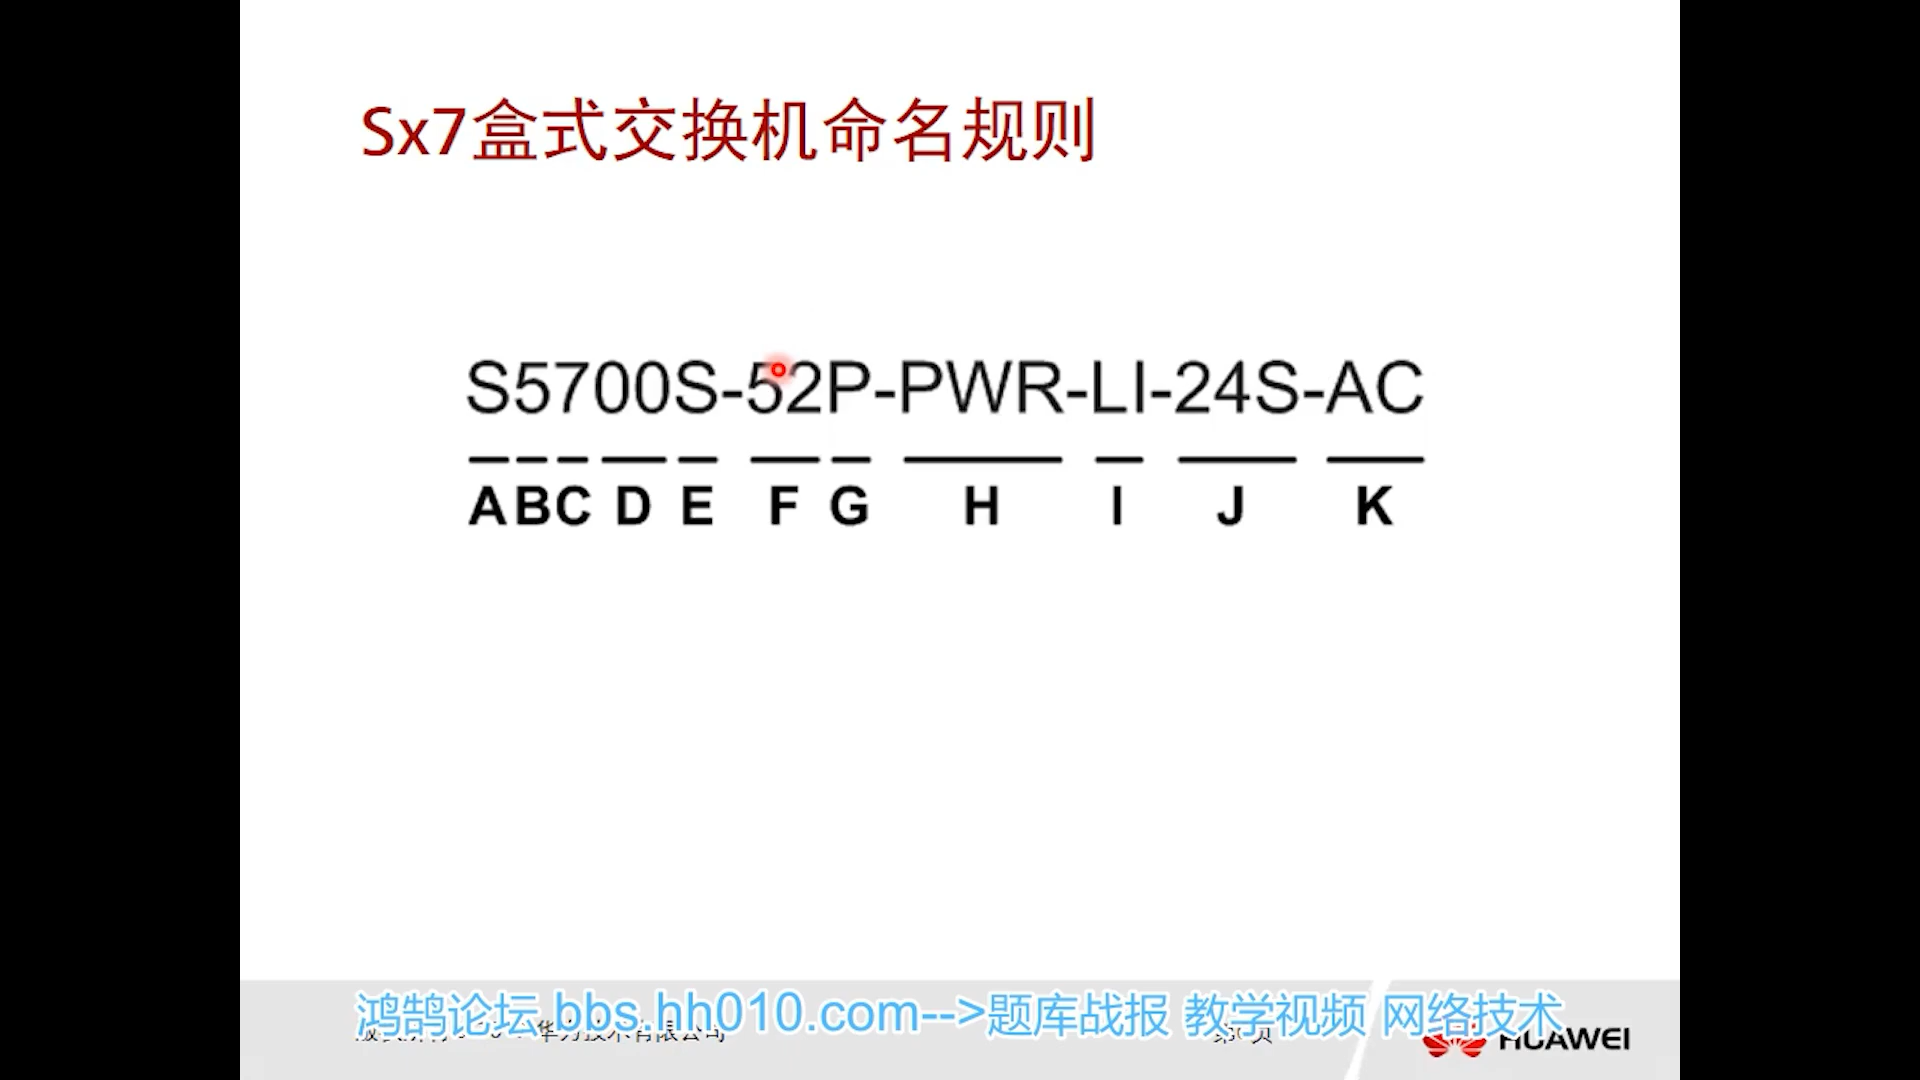 Sx7盒式交换机命名规则
S5700S-52P-PWR-LI-24S-AC
A B C D E F G H I J K
鸿鹄论坛 bbs.hh010.com-->题库战报 教学视频 网络技术
HUAWEI